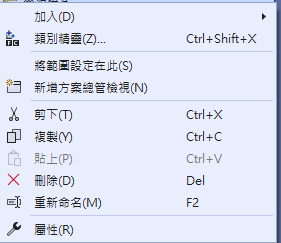 加入(D)
類別精靈(Z)... Ctrl+Shift+X
將範圍設定在此(S)
新增方案總管檢視(N)
剪下(T) Ctrl+X
複製(Y) Ctrl+C
貼上(P) Ctrl+V
刪除(D) Del
重新命名(M) F2
屬性(R)